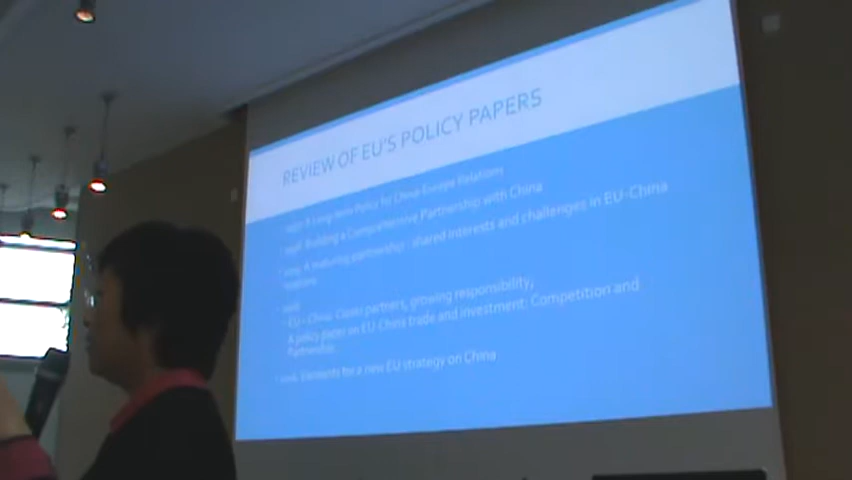 REVIEW OF EU'S POLICY PAPERS
A Long-term Policy for China-Europe Relations
Building a Comprehensive Partnership with China
A maturing partnership: shared interests and challenges in EU-China
relations
EU - China: Closer partners, growing responsibility,
A policy paper on EU-China trade and investment: Competition and
Partnership.
Elements for a new EU strategy on China